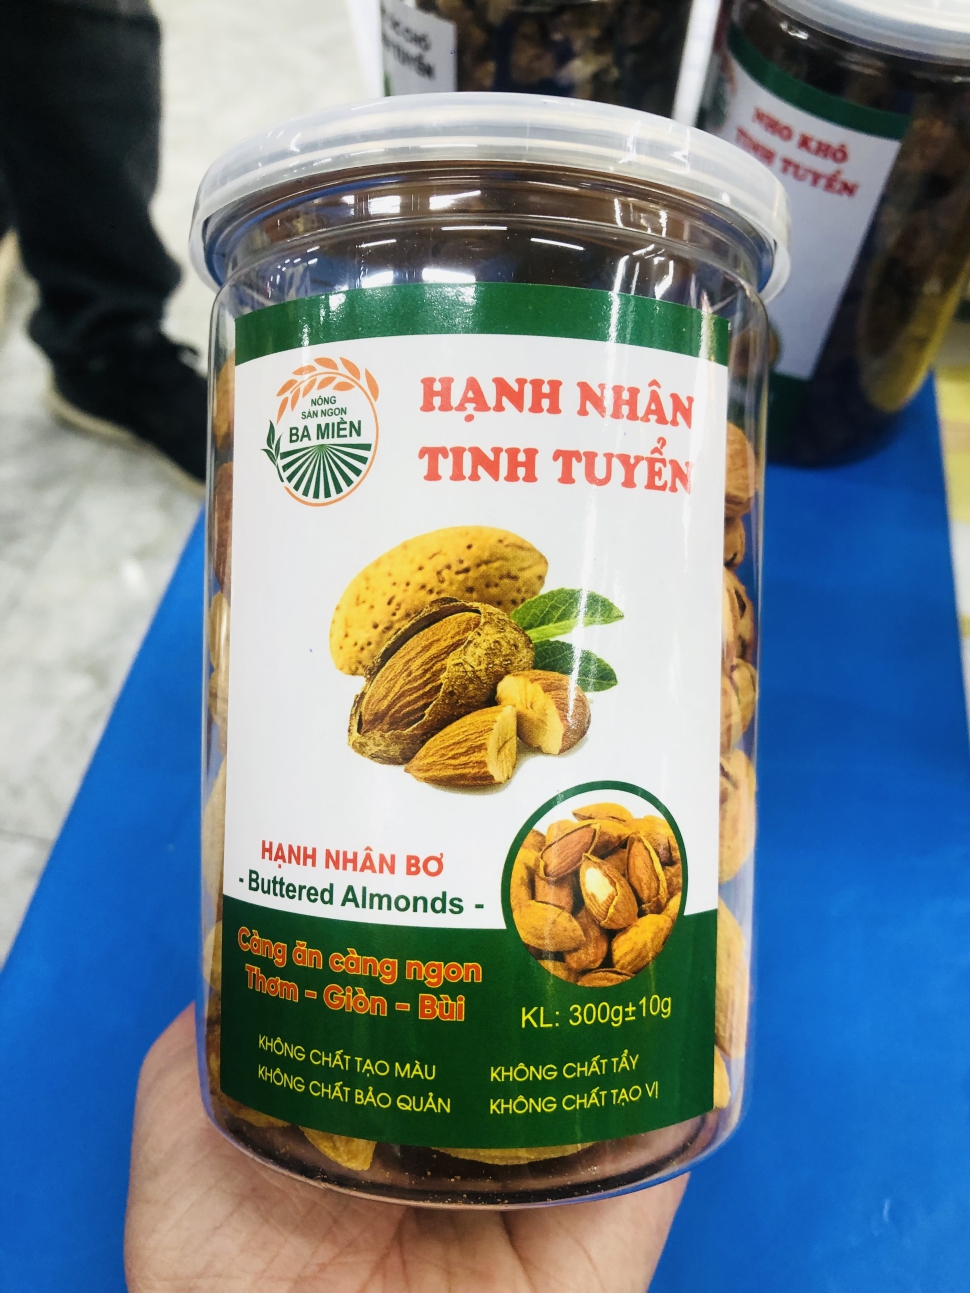 NHO KHÔ
TINH TUYỂN
NÔNG
SẢN NGON
BA MIỀN
HẠNH NHÂN
TINH TUYỂN
HẠNH NHÂN BƠ
- Buttered Almonds -
Càng ăn càng ngon
Thơm - Giòn - Bùi
KL: 300g±10g
KHÔNG CHẤT TẠO MÀU
KHÔNG CHẤT BẢO QUẢN
KHÔNG CHẤT TẨY
KHÔNG CHẤT TẠO VỊ